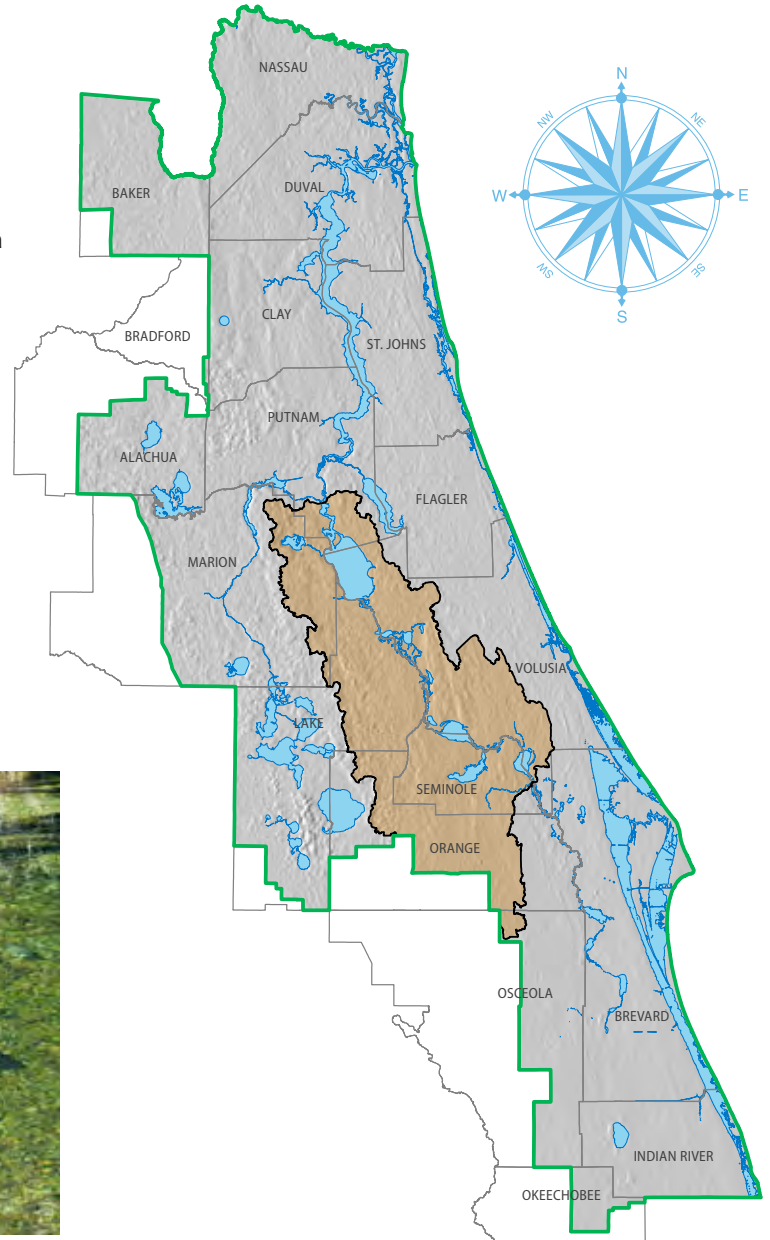 NASSAU
N
NW
NE
BAKER
DUVAL
W
E
n
SW
SE
CLAY
S
BRADFORD
ST. JOHNS
PUTNAM
ALACHUA
FLAGLER
MARION
VOLUSIA
LAKE
SEMINOLE
ORANGE
OSCEOLA
BREVARD
INDIAN RIVER
OKEECHOBEE